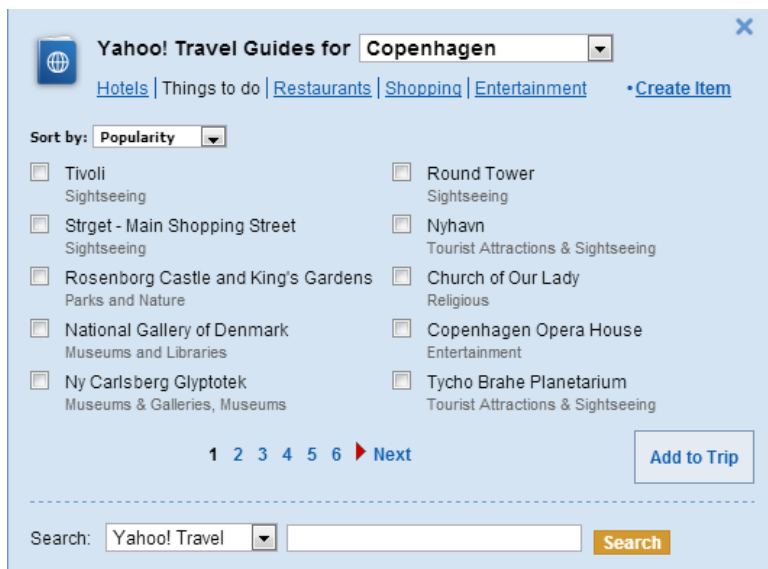 Yahoo! Travel Guides for Copenhagen
Hotels | Things to do | Restaurants | Shopping | Entertainment • Create Item
Sort by: Popularity
Tivoli
Sightseeing
Round Tower
Sightseeing
Strget - Main Shopping Street
Sightseeing
Nyhavn
Tourist Attractions & Sightseeing
Rosenborg Castle and King's Gardens
Parks and Nature
Church of Our Lady
Religious
National Gallery of Denmark
Museums and Libraries
Copenhagen Opera House
Entertainment
Ny Carlsberg Glyptotek
Museums & Galleries, Museums
Tycho Brahe Planetarium
Tourist Attractions & Sightseeing
1 2 3 4 5 6 Next
Add to Trip
Search: Yahoo! Travel Search